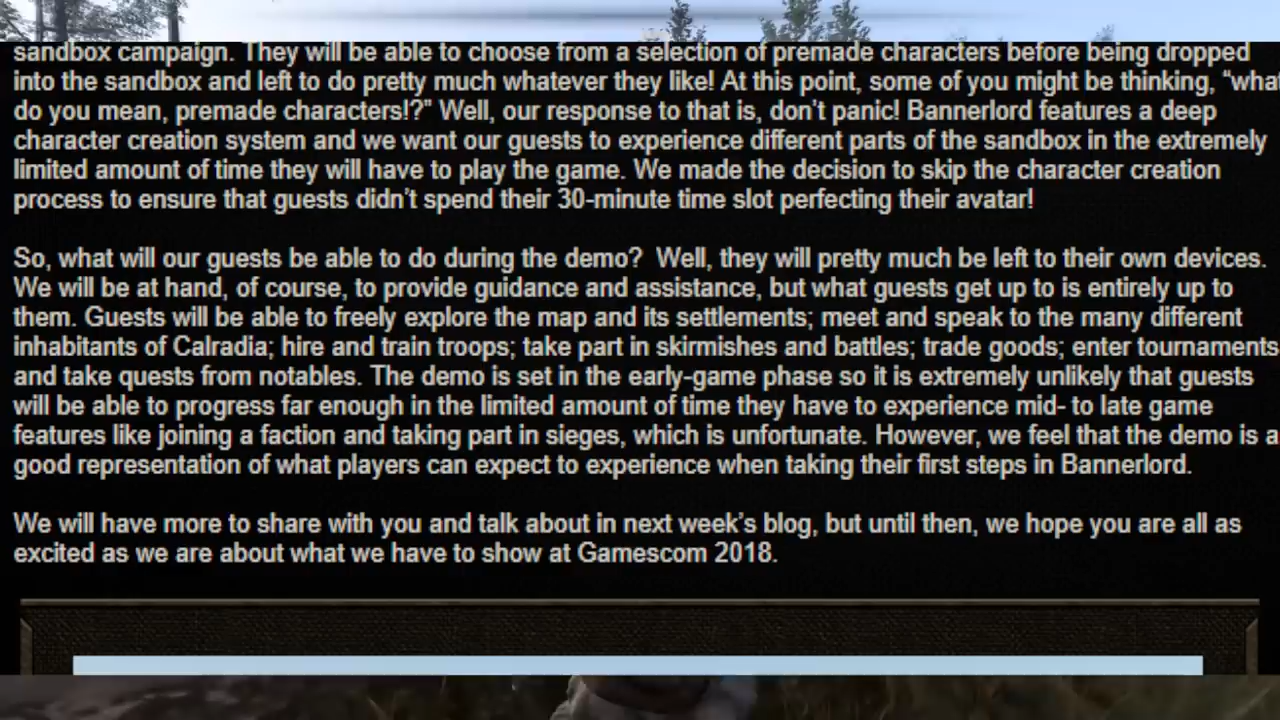 sandbox campaign. They will be able to choose from a selection of premade characters before being dropped
into the sandbox and left to do pretty much whatever they like! At this point, some of you might be thinking, “what
do you mean, premade characters!?” Well, our response to that is, don’t panic! Bannerlord features a deep
character creation system and we want our guests to experience different parts of the sandbox in the extremely
limited amount of time they will have to play the game. We made the decision to skip the character creation
process to ensure that guests didn’t spend their 30-minute time slot perfecting their avatar!
So, what will our guests be able to do during the demo?  Well, they will pretty much be left to their own devices.
We will be at hand, of course, to provide guidance and assistance, but what guests get up to is entirely up to
them. Guests will be able to freely explore the map and its settlements; meet and speak to the many different
inhabitants of Calradia; hire and train troops; take part in skirmishes and battles; trade goods; enter tournaments
and take quests from notables. The demo is set in the early-game phase so it is extremely unlikely that guests
will be able to progress far enough in the limited amount of time they have to experience mid- to late game
features like joining a faction and taking part in sieges, which is unfortunate. However, we feel that the demo is a
good representation of what players can expect to experience when taking their first steps in Bannerlord.
We will have more to share with you and talk about in next week’s blog, but until then, we hope you are all as
excited as we are about what we have to show at Gamescom 2018.